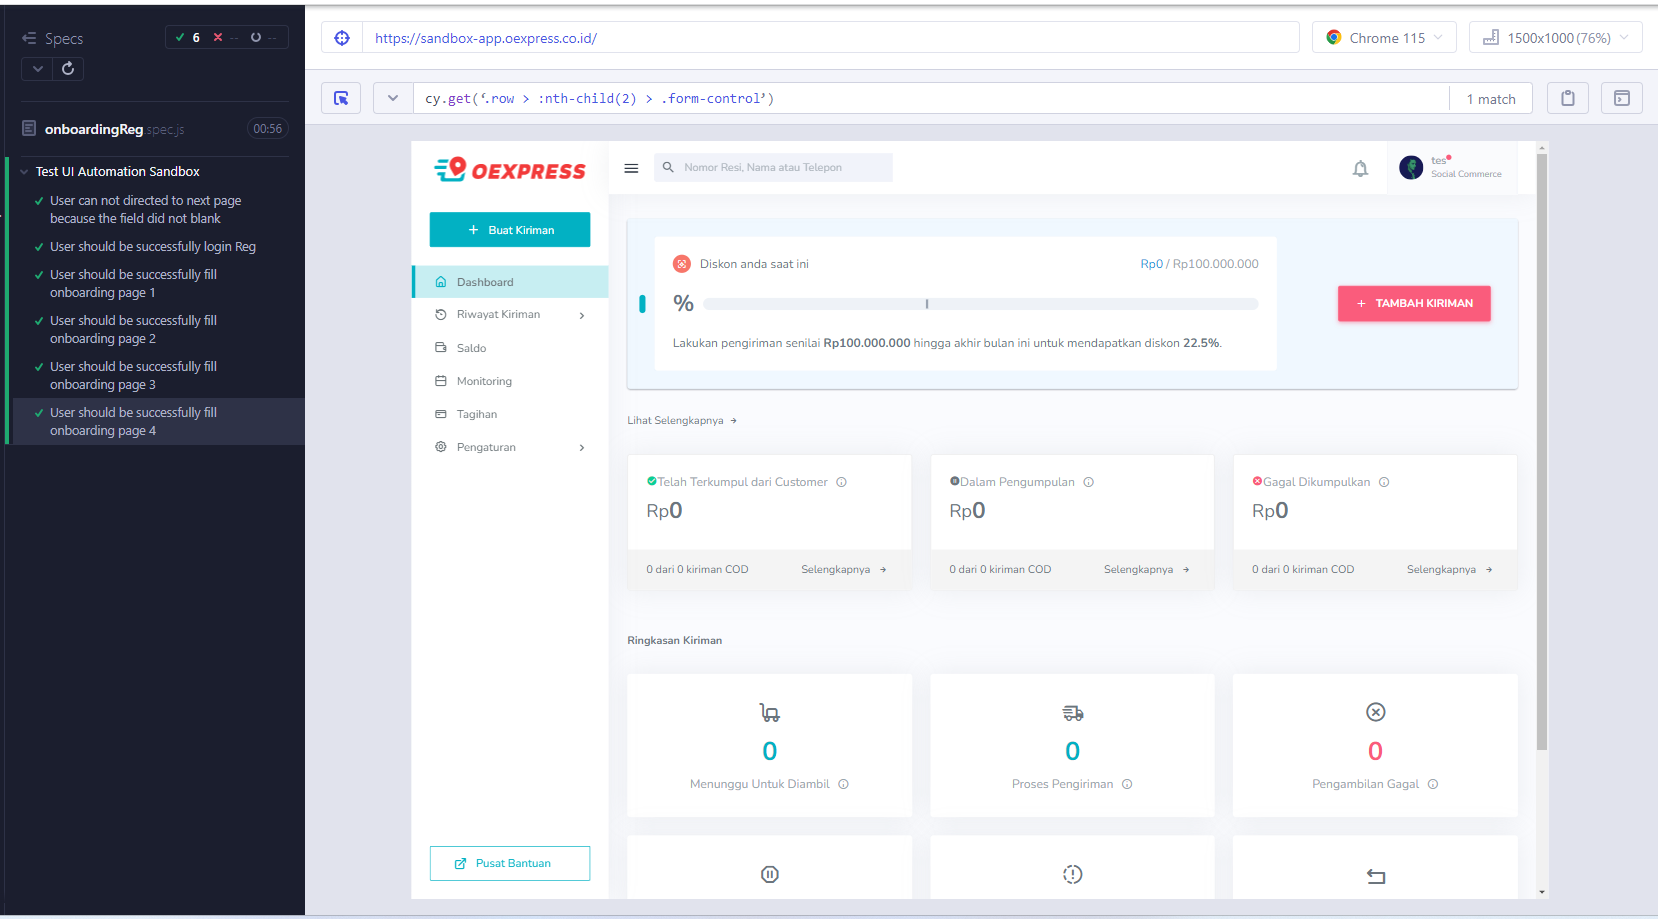 Specs
6 -- --
onboardingReg.spec.js 00:56
Test UI Automation Sandbox
User can not directed to next page
because the field did not blank
User should be successfully login Reg
User should be successfully fill
onboarding page 1
User should be successfully fill
onboarding page 2
User should be successfully fill
onboarding page 3
User should be successfully fill
onboarding page 4
https://sandbox-app.oexpress.co.id/
Chrome 115
1500x1000 (76%)
cy.get(‘.row > :nth-child(2) > .form-control’)
1 match
OEXPRESS
Nomor Resi, Nama atau Telepon
tes
Social Commerce
+ Buat Kiriman
Dashboard
Riwayat Kiriman
Saldo
Monitoring
Tagihan
Pengaturan
Pusat Bantuan
Diskon anda saat ini
Rp0 / Rp100.000.000
%
Lakukan pengiriman senilai Rp100.000.000 hingga akhir bulan ini untuk mendapatkan diskon 22.5%.
+ TAMBAH KIRIMAN
Lihat Selengkapnya →
Telah Terkumpul dari Customer
Rp0
0 dari 0 kiriman COD
Selengkapnya →
Dalam Pengumpulan
Rp0
0 dari 0 kiriman COD
Selengkapnya →
Gagal Dikumpulkan
Rp0
0 dari 0 kiriman COD
Selengkapnya →
Ringkasan Kiriman
0
Menunggu Untuk Diambil
0
Proses Pengiriman
0
Pengambilan Gagal